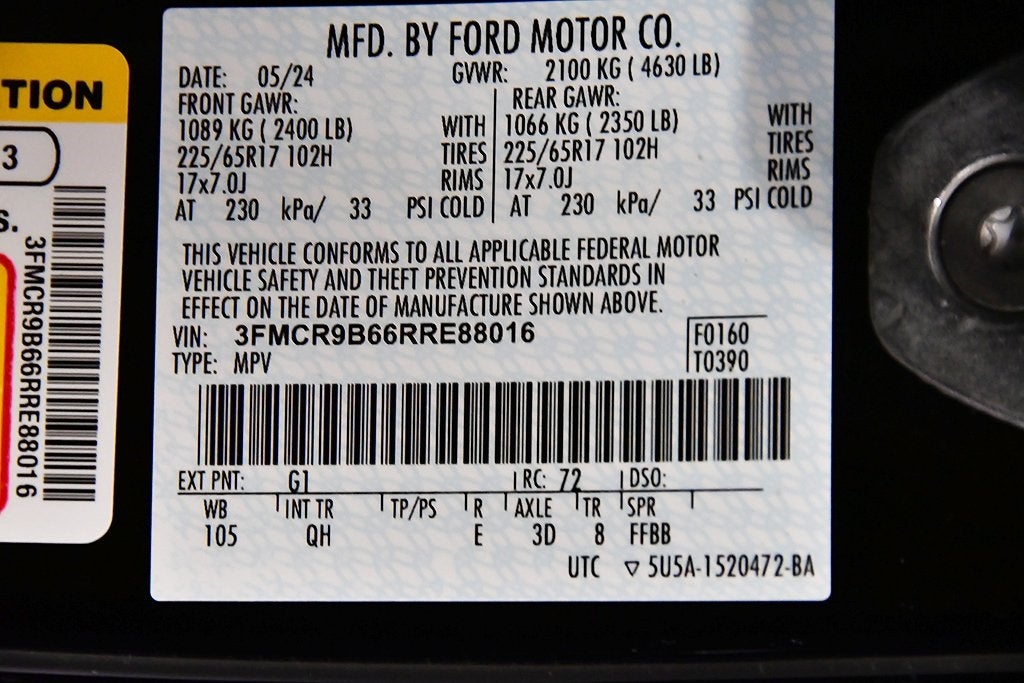 TION
3
S.
3FMCR9B66RRE88016
MFD. BY FORD MOTOR CO.
DATE: 05/24 GVWR: 2100 KG ( 4630 LB)
FRONT GAWR: REAR GAWR:
1089 KG ( 2400 LB) WITH 1066 KG ( 2350 LB) WITH
225/65R17 102H TIRES 225/65R17 102H TIRES
17x7.0J RIMS 17x7.0J RIMS
AT 230 kPa/ 33 PSI COLD AT 230 kPa/ 33 PSI COLD
THIS VEHICLE CONFORMS TO ALL APPLICABLE FEDERAL MOTOR
VEHICLE SAFETY AND THEFT PREVENTION STANDARDS IN
EFFECT ON THE DATE OF MANUFACTURE SHOWN ABOVE.
VIN: 3FMCR9B66RRE88016 F0160
TYPE: MPV T0390
EXT PNT: G1 RC: 72 DSO:
WB INT TR TP/PS R AXLE TR SPR
105 QH E 3D 8 FFBB
UTC ▽ 5U5A-1520472-BA